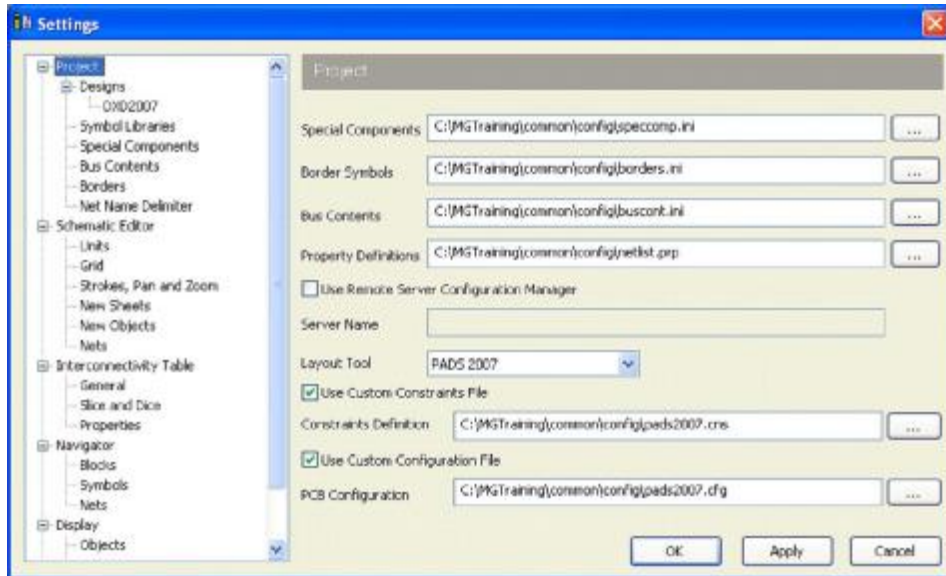 Settings
Project
Designs
DXD2007
Symbol Libraries
Special Components
Bus Contents
Borders
Net Name Delimiter
Schematic Editor
Units
Grid
Strokes, Pan and Zoom
New Sheets
New Objects
Nets
Interconnectivity Table
General
Slice and Dice
Properties
Navigator
Blocks
Symbols
Nets
Display
Objects
Project
Special Components C:\MGTraining\common\config\speccomp.ini ...
Border Symbols C:\MGTraining\common\config\borders.ini ...
Bus Contents C:\MGTraining\common\config\buscont.ini ...
Property Definitions C:\MGTraining\common\config\netlist.prp ...
Use Remote Server Configuration Manager
Server Name
Layout Tool PADS 2007
Use Custom Constraints File
Constraints Definition C:\MGTraining\common\config\pads2007.cns ...
Use Custom Configuration File
PCB Configuration C:\MGTraining\common\config\pads2007.cfg ...
OK Apply Cancel